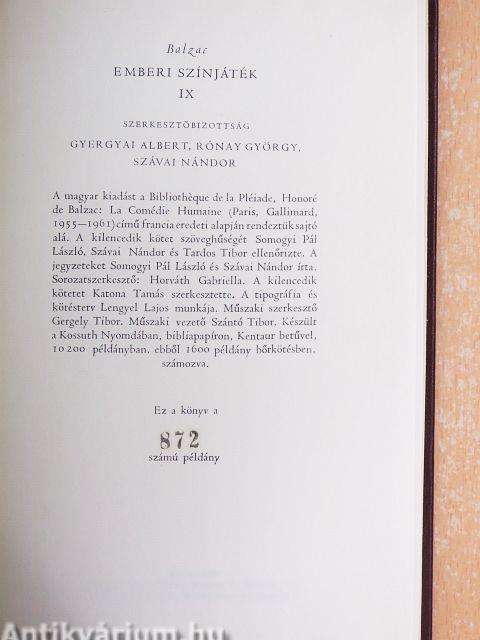 Balzac
EMBERI SZÍNJÁTÉK
IX
SZERKESZTŐBIZOTTSÁG
GYERGYAI ALBERT, RÓNAY GYÖRGY,
SZÁVAI NÁNDOR
A magyar kiadást a Bibliothèque de la Pléiade, Honoré
de Balzac: La Comédie Humaine (Paris, Gallimard,
1955—1961) című francia eredeti alapján rendeztük sajtó
alá. A kilencedik kötet szöveghűségét Somogyi Pál
László, Szávai Nándor és Tardos Tibor ellenőrizte. A
jegyzeteket Somogyi Pál László és Szávai Nándor írta.
Sorozatszerkesztő: Horváth Gabriella. A kilencedik
kötetet Katona Tamás szerkesztette. A tipográfia és
kötésterv Lengyel Lajos munkája. Műszaki szerkesztő
Gergely Tibor. Műszaki vezető Szántó Tibor. Készült
a Kossuth Nyomdában, bibliapapíron, Kentaur betűvel,
10 200 példányban, ebből 1600 példány bőrkötésben,
számozva.
Ez a könyv a
872
számú példány
Antikvárium.hu